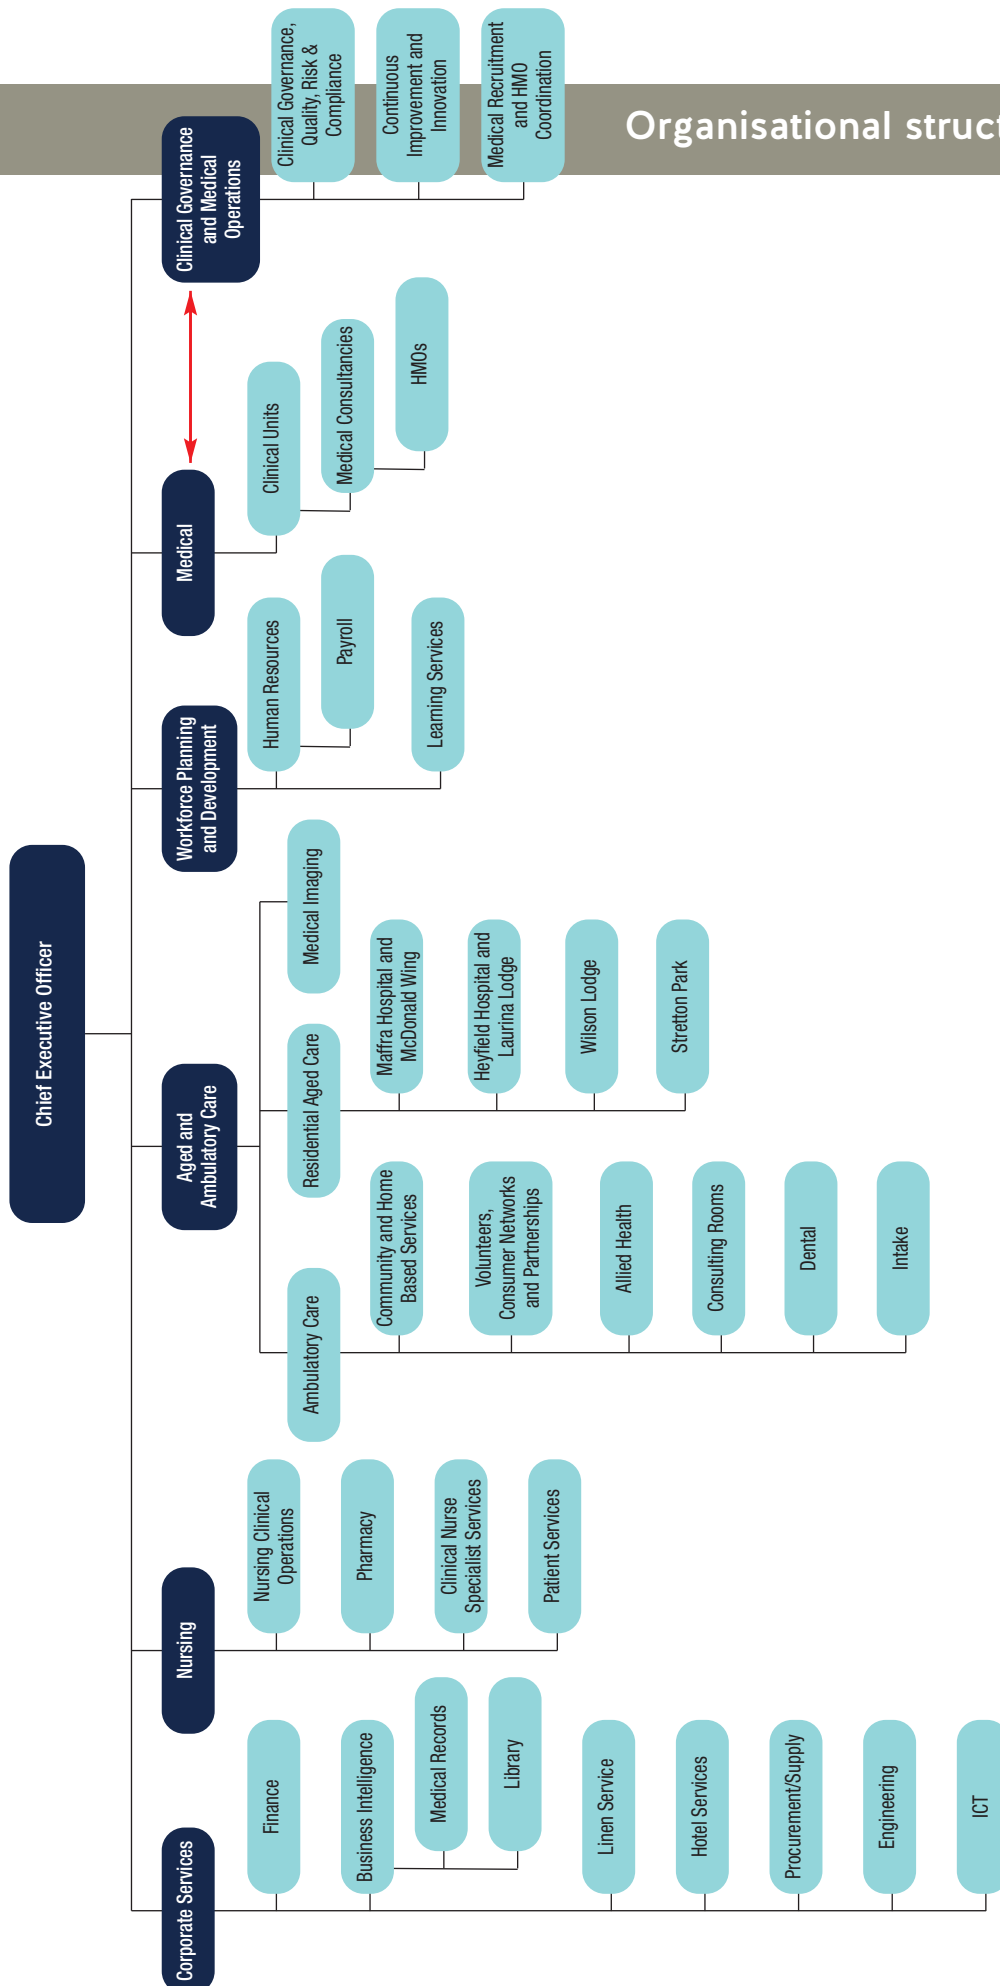 Organisational struct
Chief Executive Officer
Corporate Services
Finance
Business Intelligence
Medical Records
Library
Linen Service
Hotel Services
Procurement/Supply
Engineering
ICT
Nursing
Nursing Clinical
Operations
Pharmacy
Clinical Nurse
Specialist Services
Patient Services
Aged and
Ambulatory Care
Ambulatory Care
Community and Home
Based Services
Volunteers,
Consumer Networks
and Partnerships
Allied Health
Consulting Rooms
Dental
Intake
Residential Aged Care
Maffra Hospital and
McDonald Wing
Heyfield Hospital and
Laurina Lodge
Wilson Lodge
Stretton Park
Medical Imaging
Workforce Planning
and Development
Human Resources
Payroll
Learning Services
Medical
Clinical Units
Medical Consultancies
HMOs
Clinical Governance
and Medical
Operations
Clinical Governance,
Quality, Risk &
Compliance
Continuous
Improvement and
Innovation
Medical Recruitment
and HMO
Coordination